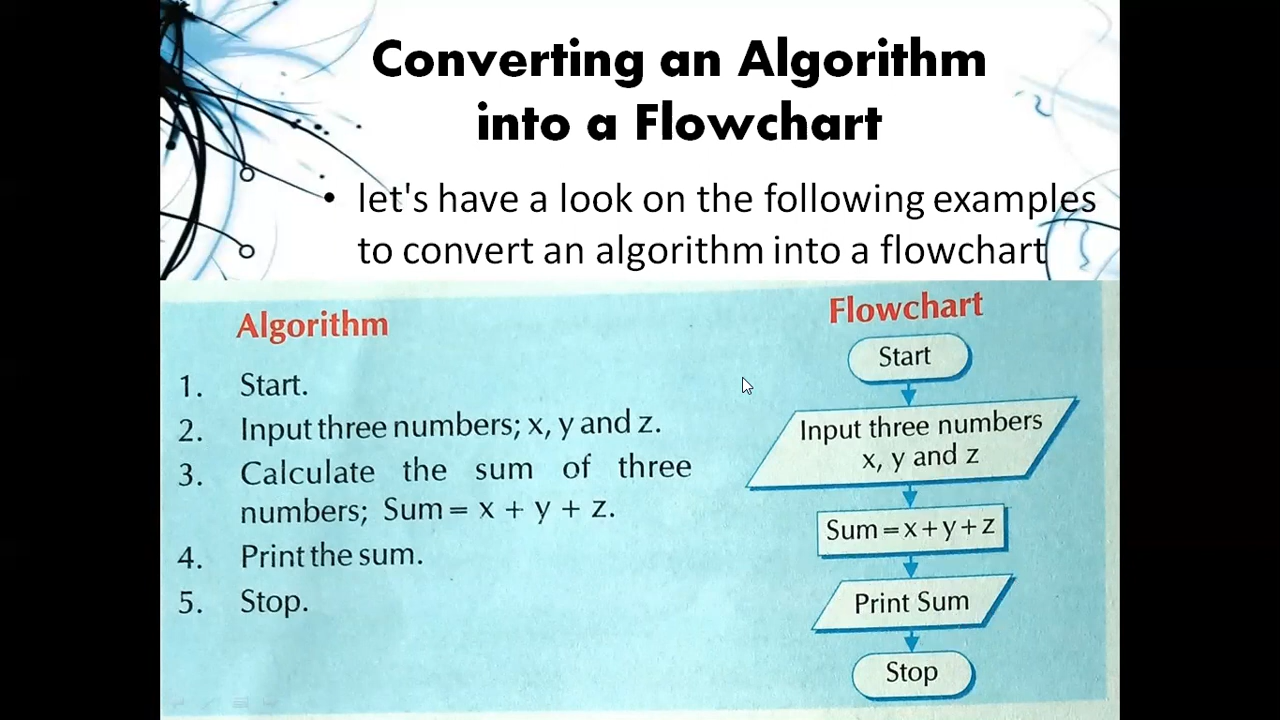 Converting an Algorithm
into a Flowchart
• let's have a look on the following examples
to convert an algorithm into a flowchart
Algorithm
1. Start.
2. Input three numbers; x, y and z.
3. Calculate the sum of three
numbers; Sum = x + y + z.
4. Print the sum.
5. Stop.
Flowchart
Start
Input three numbers
x, y and z
Sum=x+y+z
Print Sum
Stop